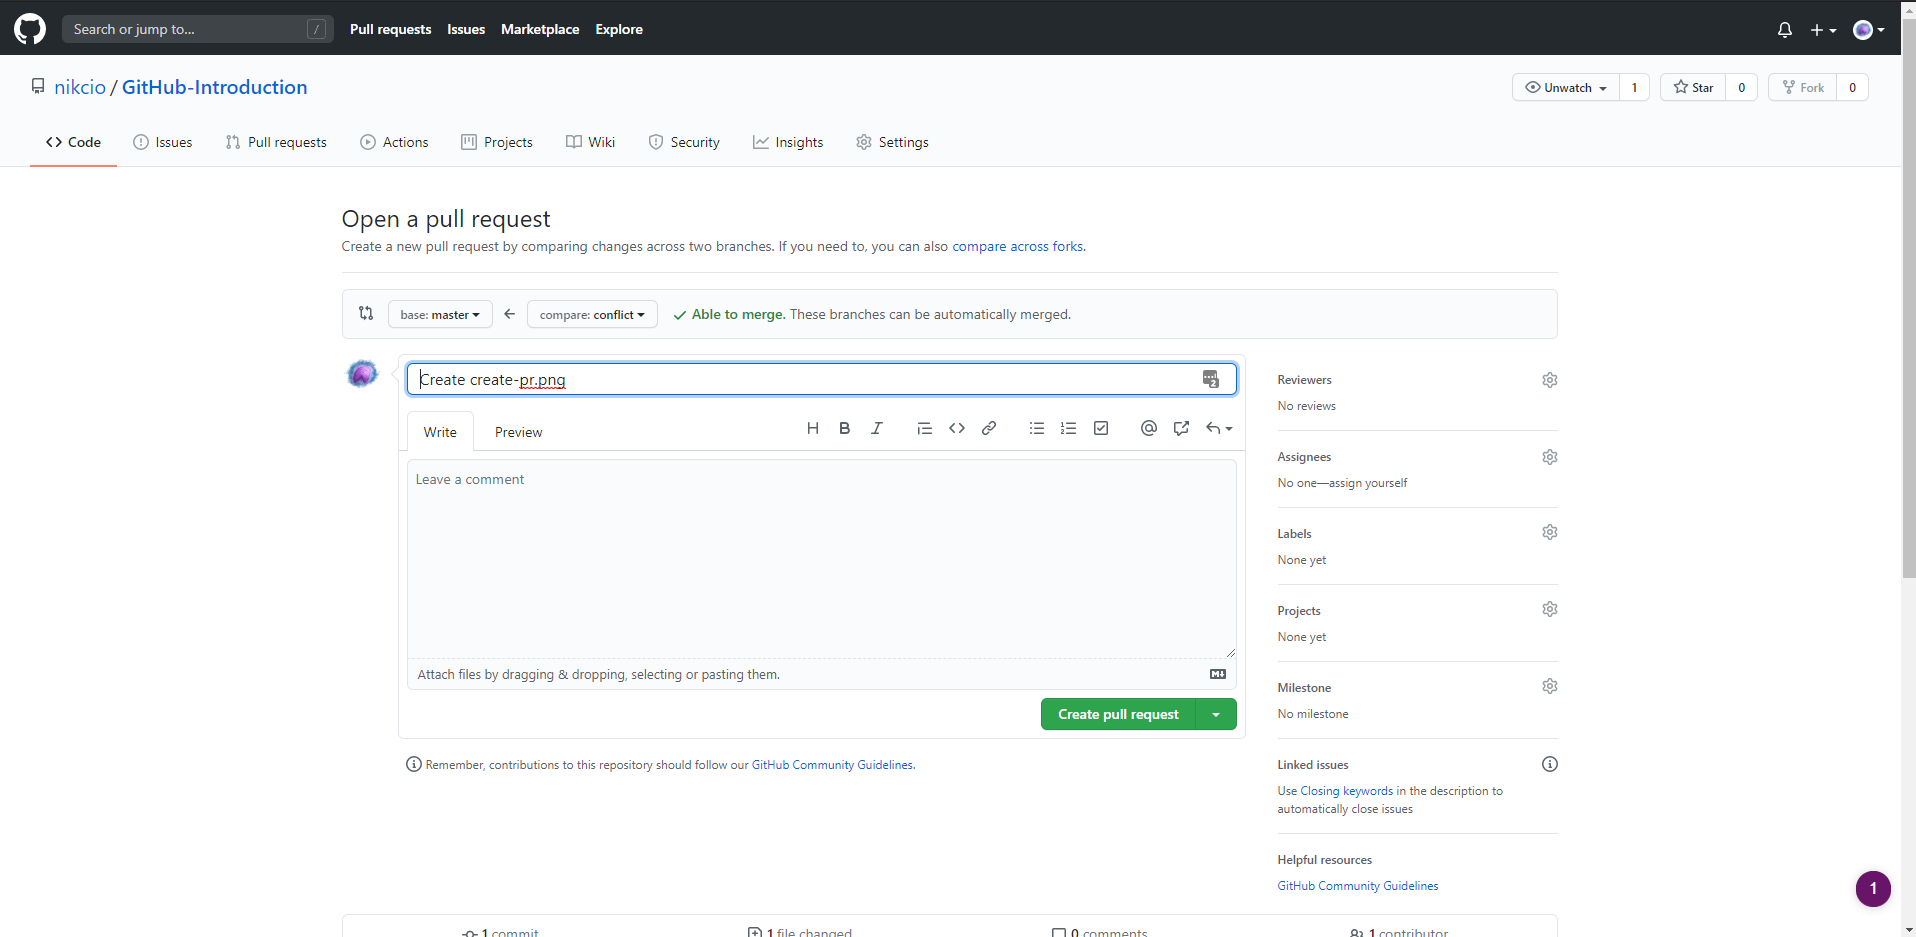 Search or jump to... /
Pull requests Issues Marketplace Explore
nikcio / GitHub-Introduction
Unwatch 1 Star 0 Fork 0
Code Issues Pull requests Actions Projects Wiki Security Insights Settings
Open a pull request
Create a new pull request by comparing changes across two branches. If you need to, you can also compare across forks.
base: master compare: conflict Able to merge. These branches can be automatically merged.
Create create-pr.png 2
Write Preview
Leave a comment
Attach files by dragging & dropping, selecting or pasting them.
Create pull request
Remember, contributions to this repository should follow our GitHub Community Guidelines.
Reviewers
No reviews
Assignees
No one—assign yourself
Labels
None yet
Projects
None yet
Milestone
No milestone
Linked issues
Use Closing keywords in the description to
automatically close issues
Helpful resources
GitHub Community Guidelines
1
1 commit 1 file changed 0 comments 1 contributor